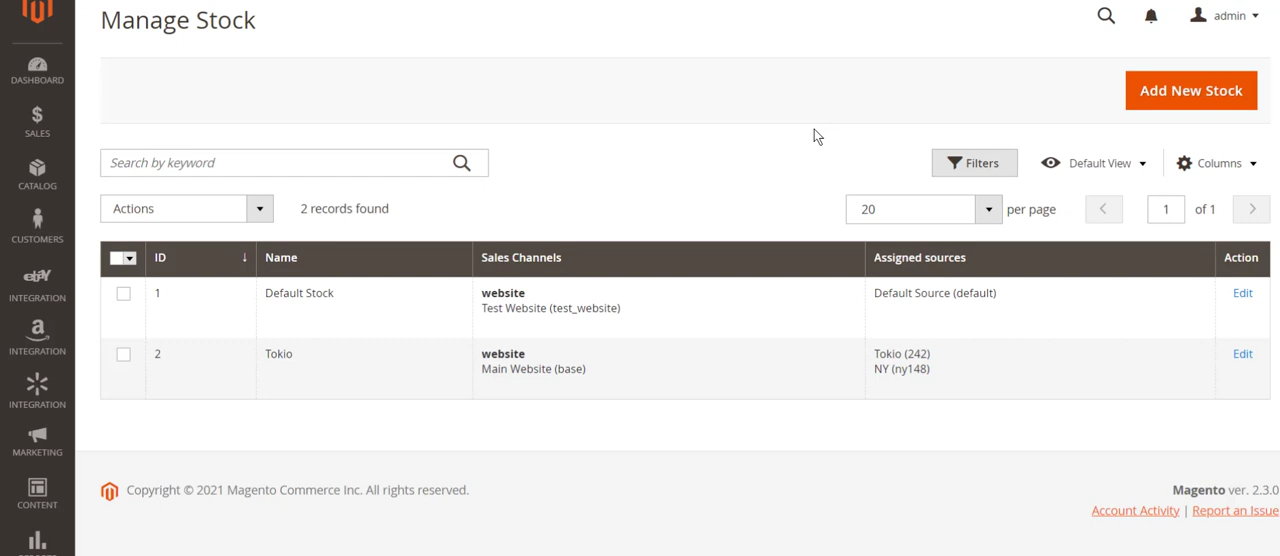 Manage Stock
admin
Add New Stock
DASHBOARD
SALES
CATALOG
CUSTOMERS
ebay
INTEGRATION
a
INTEGRATION
INTEGRATION
MARKETING
CONTENT
Search by keyword
Filters
Default View
Columns
Actions
2 records found
20 per page
1 of 1
ID ↓ Name Sales Channels Assigned sources Action
1 Default Stock website Default Source (default) Edit
Test Website (test_website)
2 Tokio website Tokio (242) Edit
Main Website (base) NY (ny148)
Copyright © 2021 Magento Commerce Inc. All rights reserved.
Magento ver. 2.3.0
Account Activity | Report an Issue